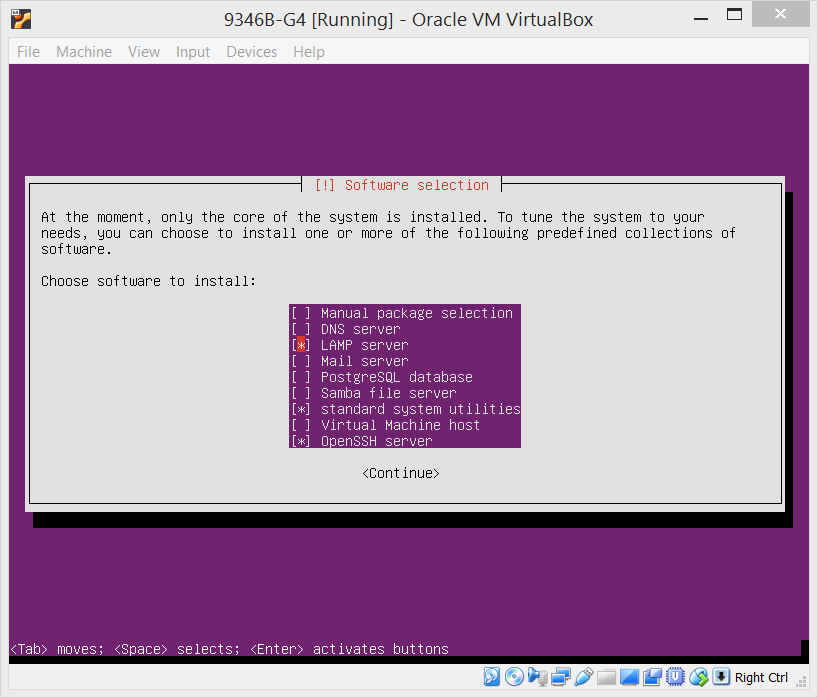 9346B-G4 [Running] - Oracle VM VirtualBox
File Machine View Input Devices Help
[!] Software selection
At the moment, only the core of the system is installed. To tune the system to your
needs, you can choose to install one or more of the following predefined collections of
software.
Choose software to install:
[ ] Manual package selection
[ ] DNS server
[*] LAMP server
[ ] Mail server
[ ] PostgreSQL database
[ ] Samba file server
[*] standard system utilities
[ ] Virtual Machine host
[*] OpenSSH server
<Continue>
<Tab> moves; <Space> selects; <Enter> activates buttons
Right Ctrl